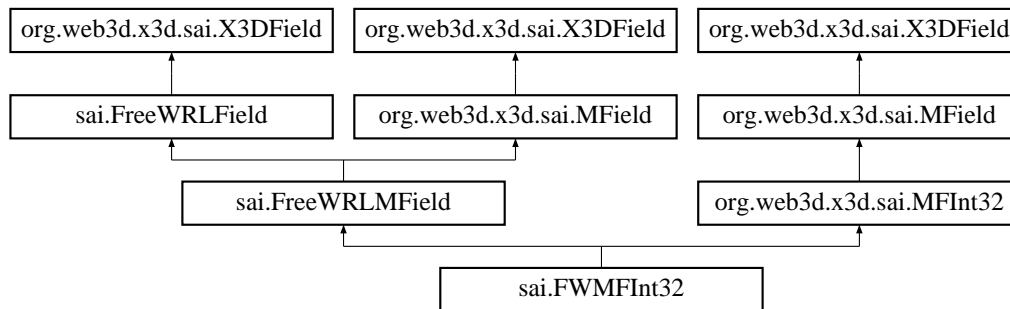 org.web3d.x3d.sai.X3DField org.web3d.x3d.sai.X3DField org.web3d.x3d.sai.X3DField
sai.FreeWRLField org.web3d.x3d.sai.MField org.web3d.x3d.sai.MField
sai.FreeWRLMField org.web3d.x3d.sai.MFInt32
sai.FWMFInt32